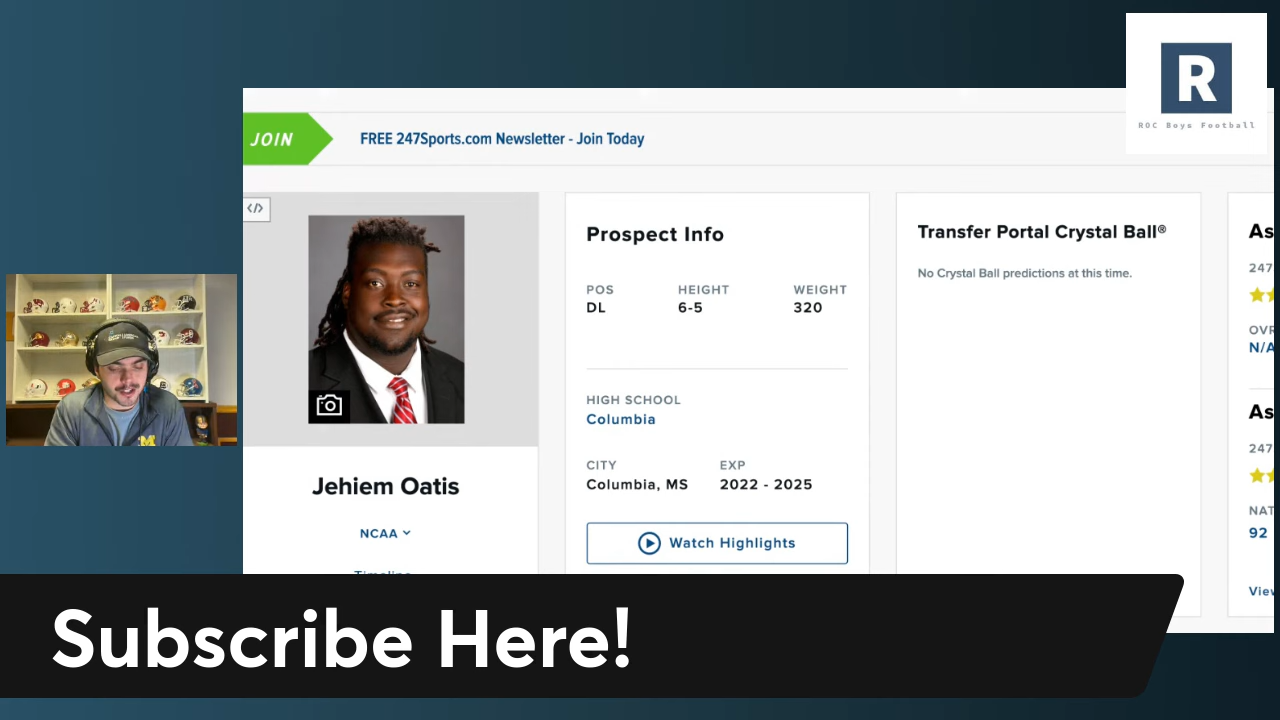 R
ROC Boys Football
JOIN
FREE 247Sports.com Newsletter - Join Today
</>
Prospect Info
POS HEIGHT WEIGHT
DL 6-5 320
HIGH SCHOOL
Columbia
CITY EXP
Columbia, MS 2022 - 2025
Watch Highlights
Jehiem Oatis
NCAA
Timeline
Transfer Portal Crystal Ball®
No Crystal Ball predictions at this time.
As
247
OVR
N/A
As
247
NAT
92
View
M
Subscribe Here!